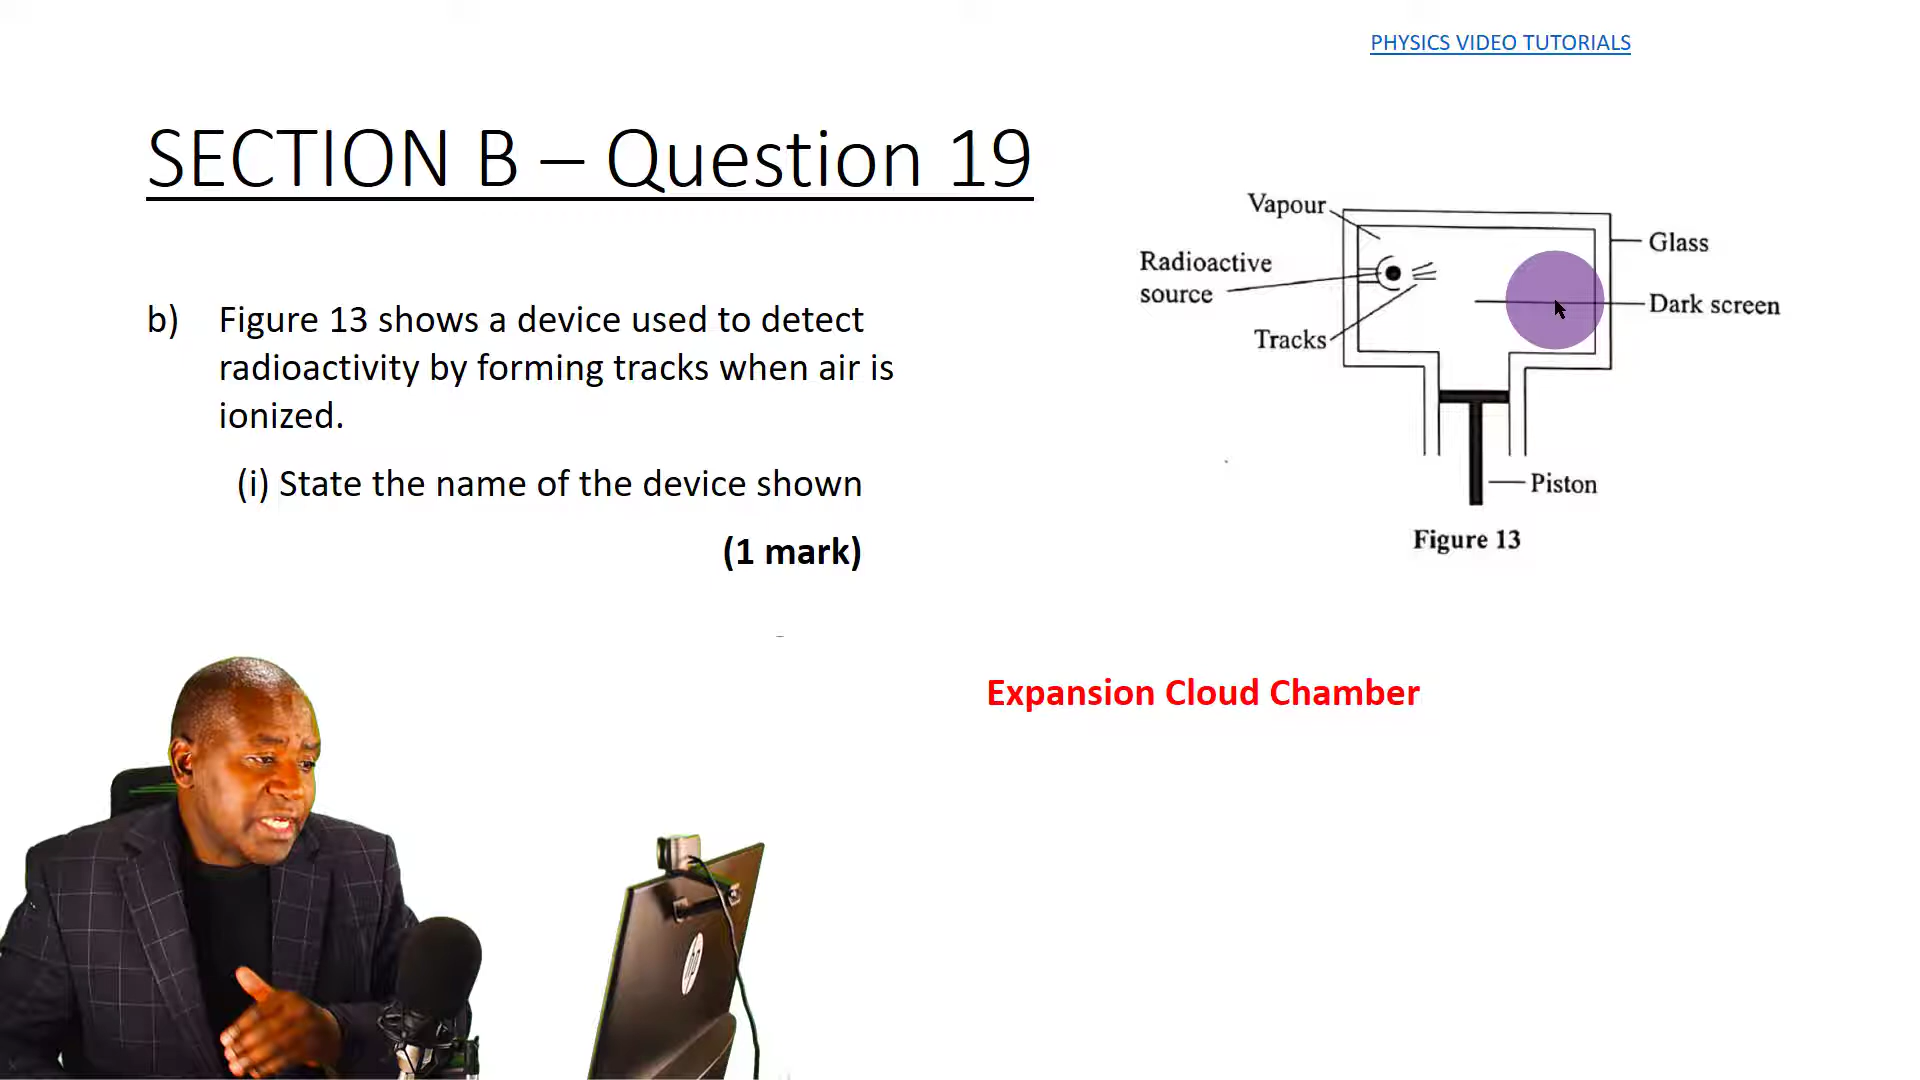 PHYSICS VIDEO TUTORIALS
SECTION B – Question 19
b) Figure 13 shows a device used to detect
radioactivity by forming tracks when air is
ionized.
(i) State the name of the device shown
(1 mark)
Vapour
Radioactive
source
Tracks
Glass
Dark screen
Piston
Figure 13
Expansion Cloud Chamber
hp